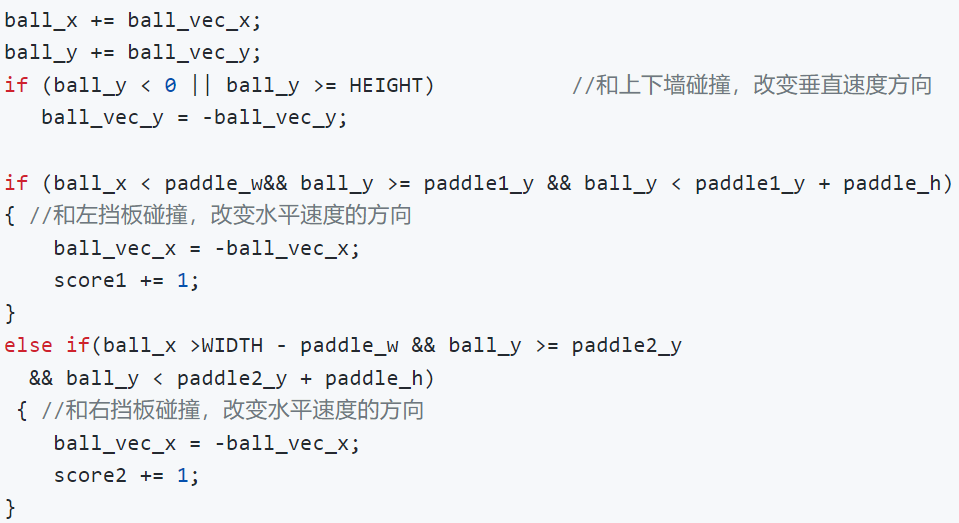 ball_x += ball_vec_x;
ball_y += ball_vec_y;
if (ball_y < 0 || ball_y >= HEIGHT)           //和上下墙碰撞，改变垂直速度方向
   ball_vec_y = -ball_vec_y;

if (ball_x < paddle_w&& ball_y >= paddle1_y && ball_y < paddle1_y + paddle_h)
{ //和左挡板碰撞，改变水平速度的方向
    ball_vec_x = -ball_vec_x;
    score1 += 1;
}
else if(ball_x >WIDTH - paddle_w && ball_y >= paddle2_y
  && ball_y < paddle2_y + paddle_h)
 { //和右挡板碰撞，改变水平速度的方向
    ball_vec_x = -ball_vec_x;
    score2 += 1;
}